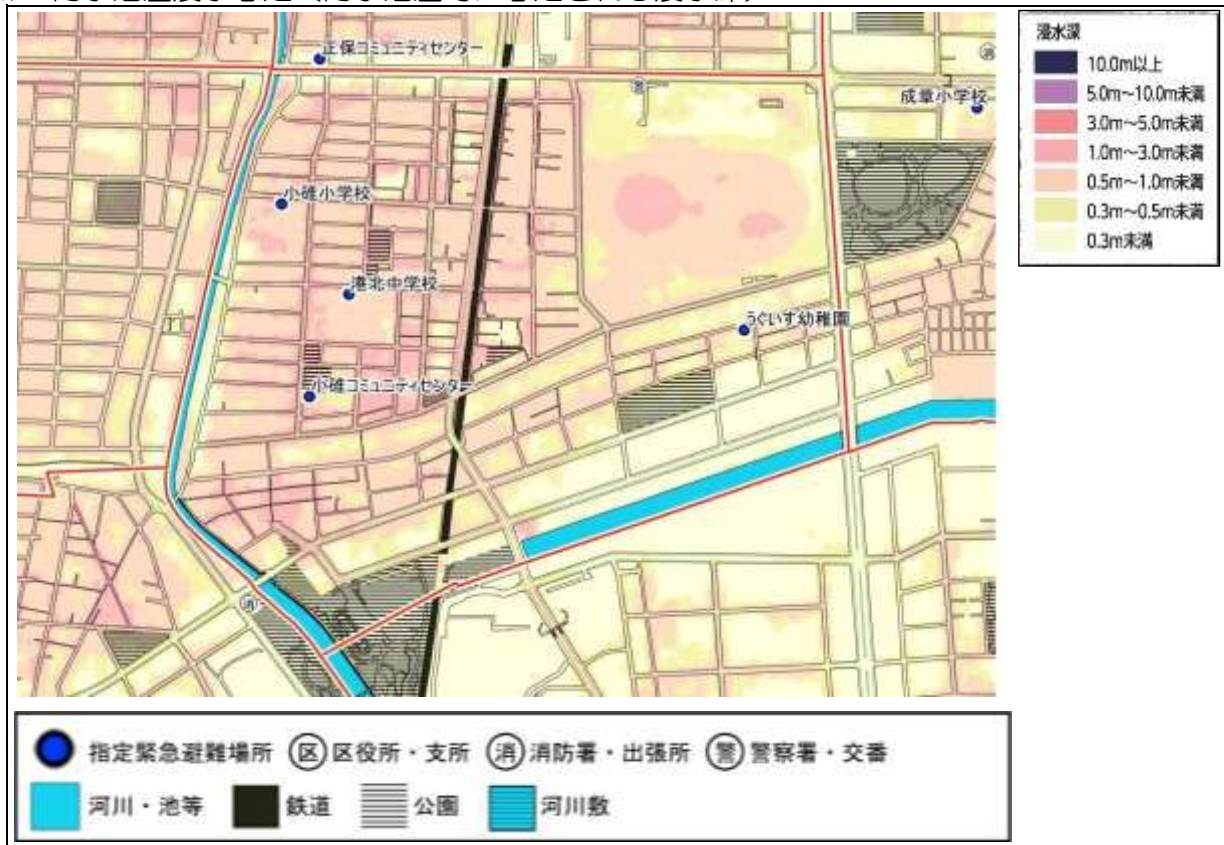 正保コミュニティセンター
消
警
成章小学校
小碓小学校
港北中学校
うぐいす幼稚園
小碓コミュニティセンター
消
浸水深
10.0m以上
5.0m～10.0m未満
3.0m～5.0m未満
1.0m～3.0m未満
0.5m～1.0m未満
0.3m～0.5m未満
0.3m未満
指定緊急避難場所 区 区役所・支所 消 消防署・出張所 警 警察署・交番
河川・池等 鉄道 公園 河川敷